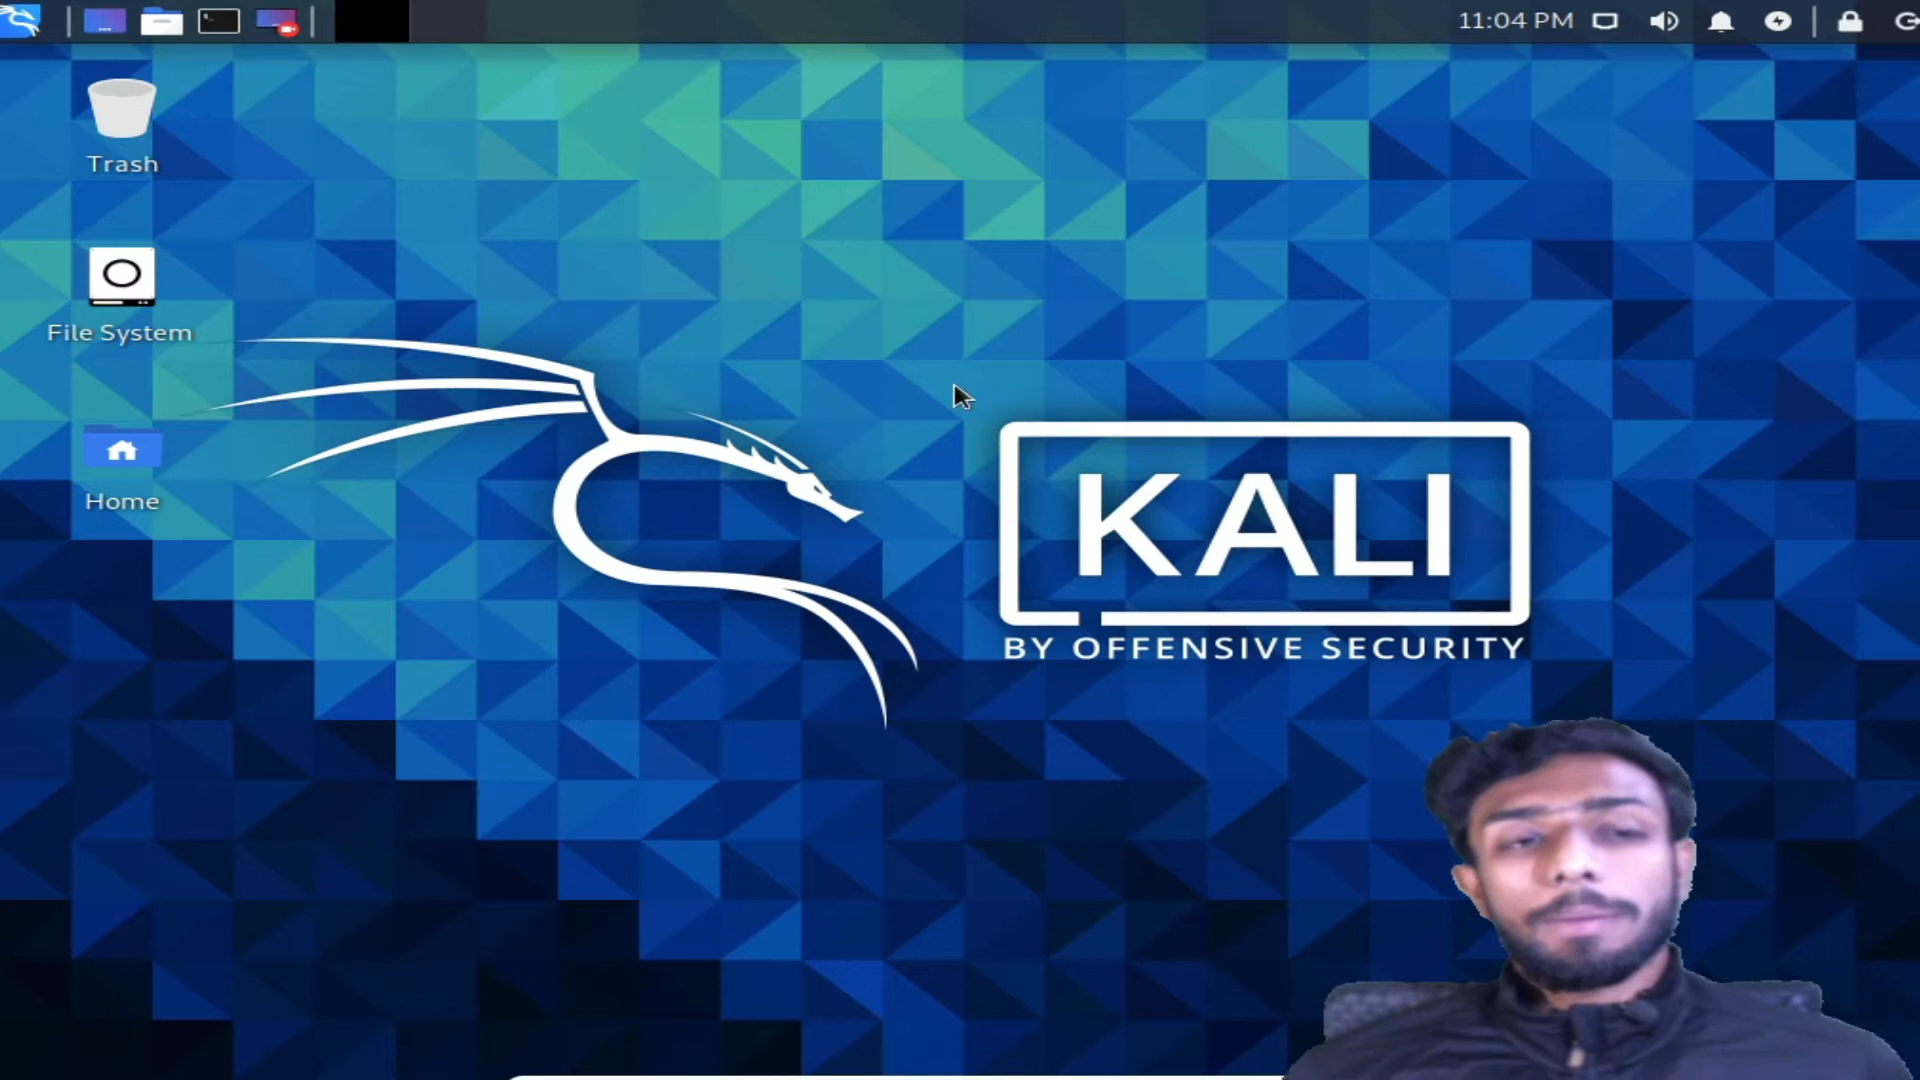 11:04 PM
Trash
File System
Home
KALI
BY OFFENSIVE SECURITY